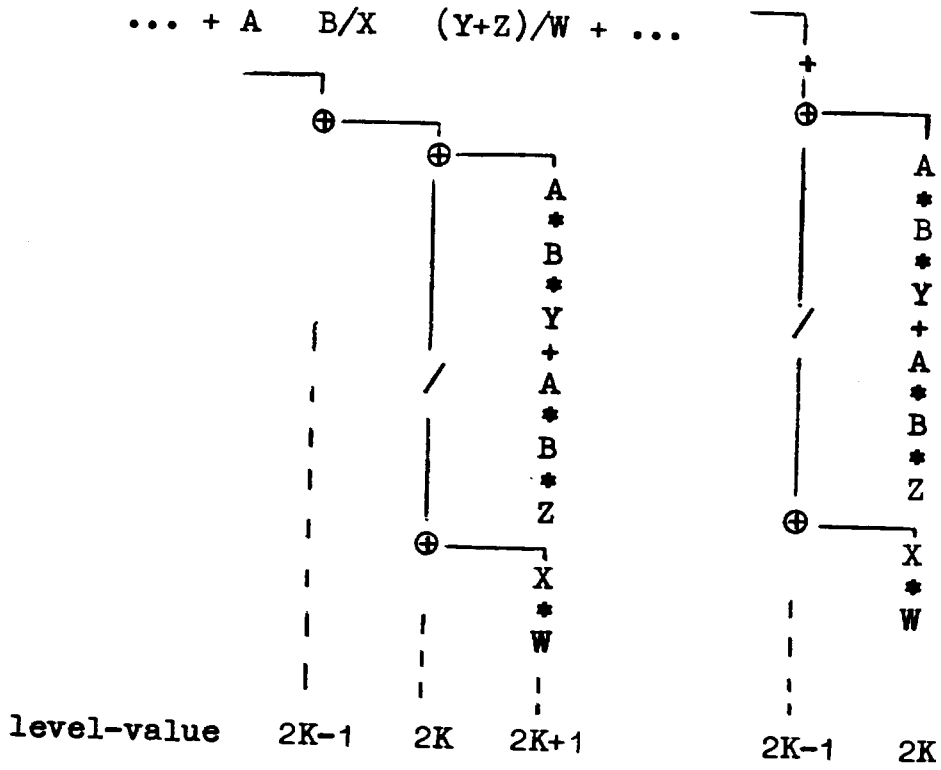 ... + A B/X (Y+Z)/W + ...
+
⊕ ⊕ ⊕
A * B * Y + A * B * Z
/
⊕
X * W
⊕
A * B * Y + A * B * Z
/
⊕
X * W
level-value 2K-1 2K 2K+1 2K-1 2K